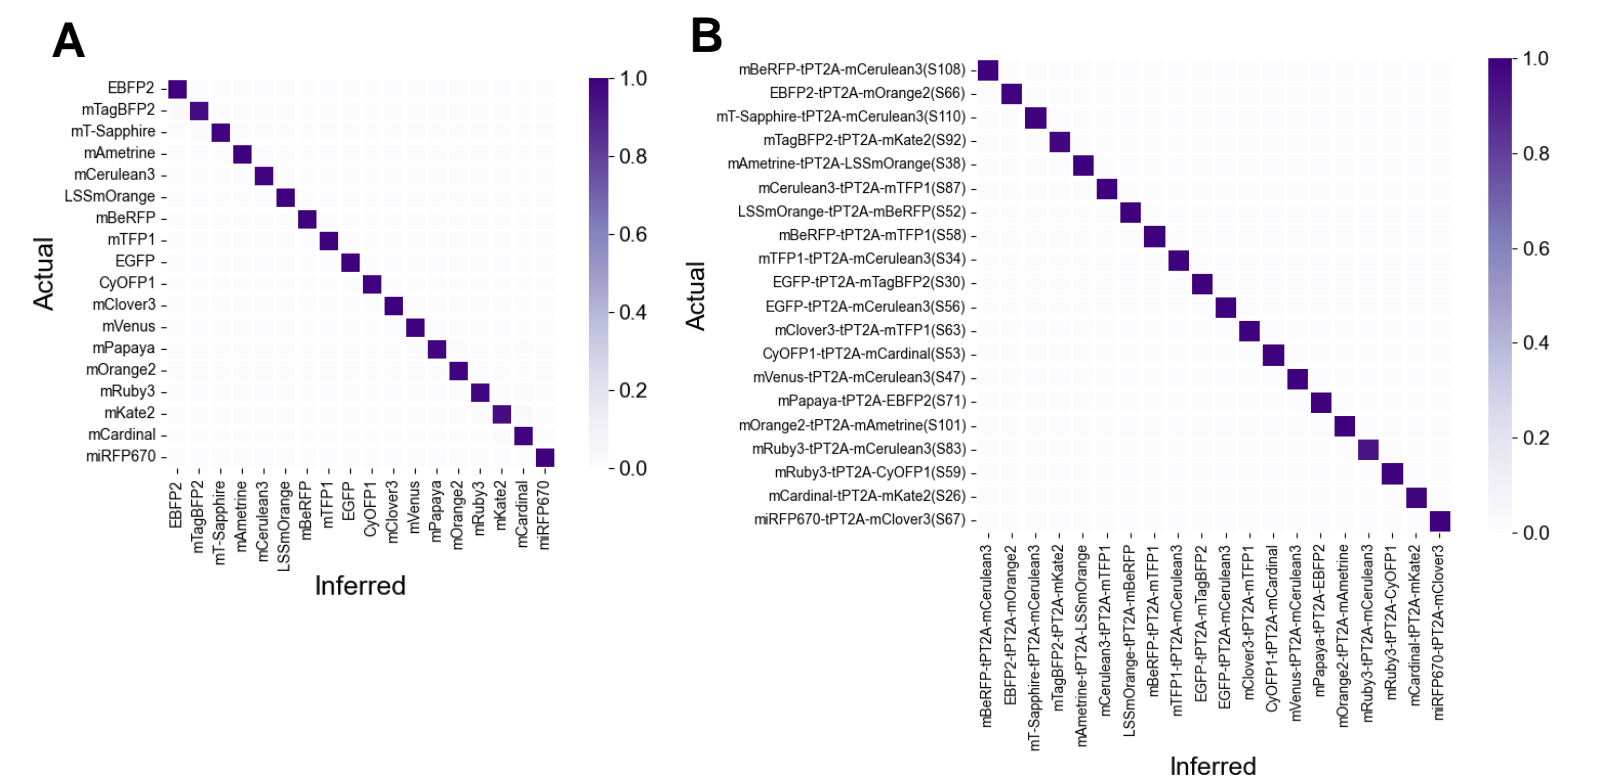 A
EBFP2
mTagBFP2
mT-Sapphire
mAmetrine
mCerulean3
LSSmOrange
mBeRFP
mTFP1
EGFP
CyOFP1
mClover3
mVenus
mPapaya
mOrange2
mRuby3
mKate2
mCardinal
miRFP670
Actual
EBFP2
mTagBFP2
mT-Sapphire
mAmetrine
mCerulean3
LSSmOrange
mBeRFP
mTFP1
EGFP
CyOFP1
mClover3
mVenus
mPapaya
mOrange2
mRuby3
mKate2
mCardinal
miRFP670
Inferred
1.0
0.8
0.6
0.4
0.2
0.0
B
mBeRFP-tPT2A-mCerulean3(S108)
EBFP2-tPT2A-mOrange2(S66)
mT-Sapphire-tPT2A-mCerulean3(S110)
mTagBFP2-tPT2A-mKate2(S92)
mAmetrine-tPT2A-LSSmOrange(S38)
mCerulean3-tPT2A-mTFP1(S87)
LSSmOrange-tPT2A-mBeRFP(S52)
mBeRFP-tPT2A-mTFP1(S58)
mTFP1-tPT2A-mCerulean3(S34)
EGFP-tPT2A-mTagBFP2(S30)
EGFP-tPT2A-mCerulean3(S56)
mClover3-tPT2A-mTFP1(S63)
CyOFP1-tPT2A-mCardinal(S53)
mVenus-tPT2A-mCerulean3(S47)
mPapaya-tPT2A-EBFP2(S71)
mOrange2-tPT2A-mAmetrine(S101)
mRuby3-tPT2A-mCerulean3(S83)
mRuby3-tPT2A-CyOFP1(S59)
mCardinal-tPT2A-mKate2(S26)
miRFP670-tPT2A-mClover3(S67)
Actual
mBeRFP-tPT2A-mCerulean3
EBFP2-tPT2A-mOrange2
mT-Sapphire-tPT2A-mCerulean3
mTagBFP2-tPT2A-mKate2
mAmetrine-tPT2A-LSSmOrange
mCerulean3-tPT2A-mTFP1
LSSmOrange-tPT2A-mBeRFP
mBeRFP-tPT2A-mTFP1
mTFP1-tPT2A-mCerulean3
EGFP-tPT2A-mTagBFP2
EGFP-tPT2A-mCerulean3
mClover3-tPT2A-mTFP1
CyOFP1-tPT2A-mCardinal
mVenus-tPT2A-mCerulean3
mPapaya-tPT2A-EBFP2
mOrange2-tPT2A-mAmetrine
mRuby3-tPT2A-mCerulean3
mRuby3-tPT2A-CyOFP1
mCardinal-tPT2A-mKate2
miRFP670-tPT2A-mClover3
Inferred
1.0
0.8
0.6
0.4
0.2
0.0